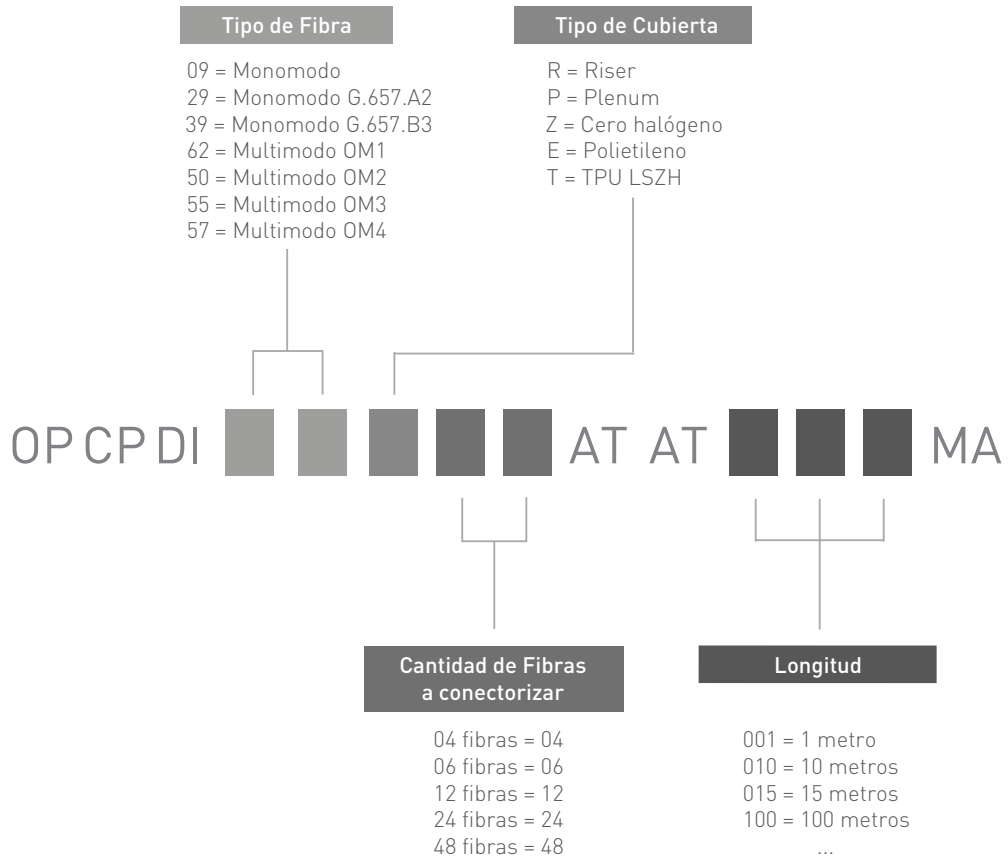 Tipo de Fibra
09 = Monomodo
29 = Monomodo G.657.A2
39 = Monomodo G.657.B3
62 = Multimodo OM1
50 = Multimodo OM2
55 = Multimodo OM3
57 = Multimodo OM4
Tipo de Cubierta
R = Riser
P = Plenum
Z = Cero halógeno
E = Polietileno
T = TPU LSZH
OP CP DI AT AT MA
Cantidad de Fibras
a conectorizar
04 fibras = 04
06 fibras = 06
12 fibras = 12
24 fibras = 24
48 fibras = 48
Longitud
001 = 1 metro
010 = 10 metros
015 = 15 metros
100 = 100 metros
...